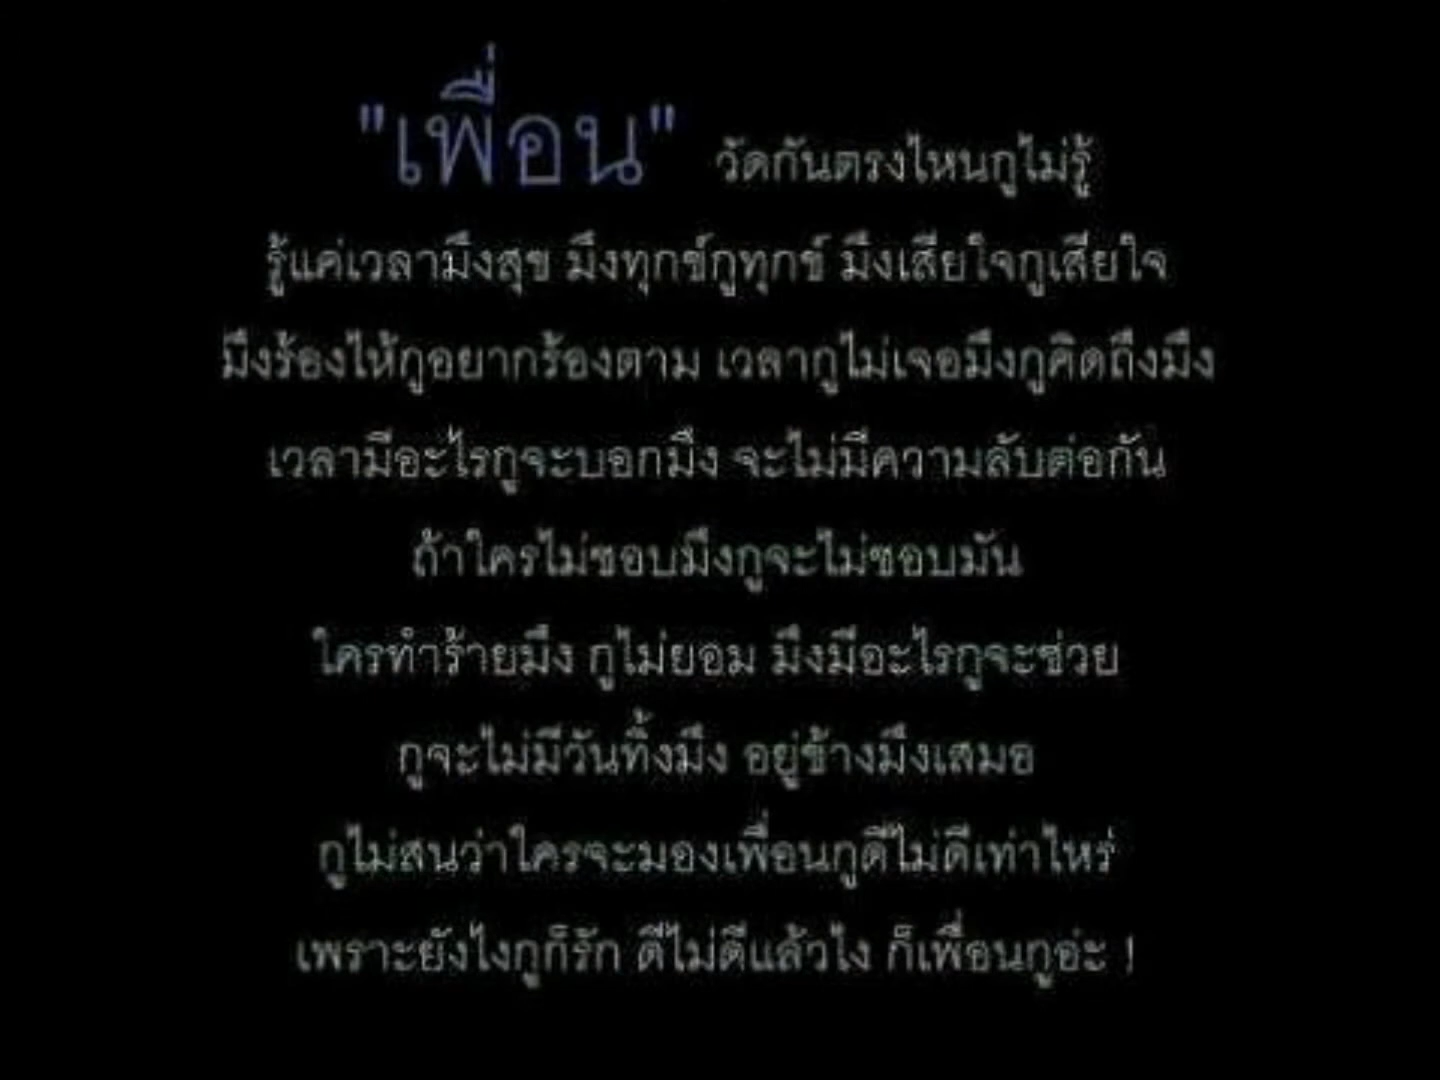 "เพื่อน" วัดกันตรงไหนกูไม่รู้
รู้แค่เวลามึงสุข มึงทุกข์กูทุกข์ มึงเสียใจกูเสียใจ
มึงร้องไห้กูอยากร้องตาม เวลากูไม่เจอมึงกูคิดถึงมึง
เวลามีอะไรกูจะบอกมึง จะไม่มีความลับต่อกัน
ถ้าใครไม่ชอบมึงกูจะไม่ชอบมัน
ใครทำร้ายมึง กูไม่ยอม มึงมีอะไรกูจะช่วย
กูจะไม่มีวันทิ้งมึง อยู่ข้างมึงเสมอ
กูไม่สนว่าใครจะมองเพื่อนกูดีไม่ดีเท่าไหร่
เพราะยังไงกูก็รัก ดีไม่ดีแล้วไง ก็เพื่อนกูอ่ะ !